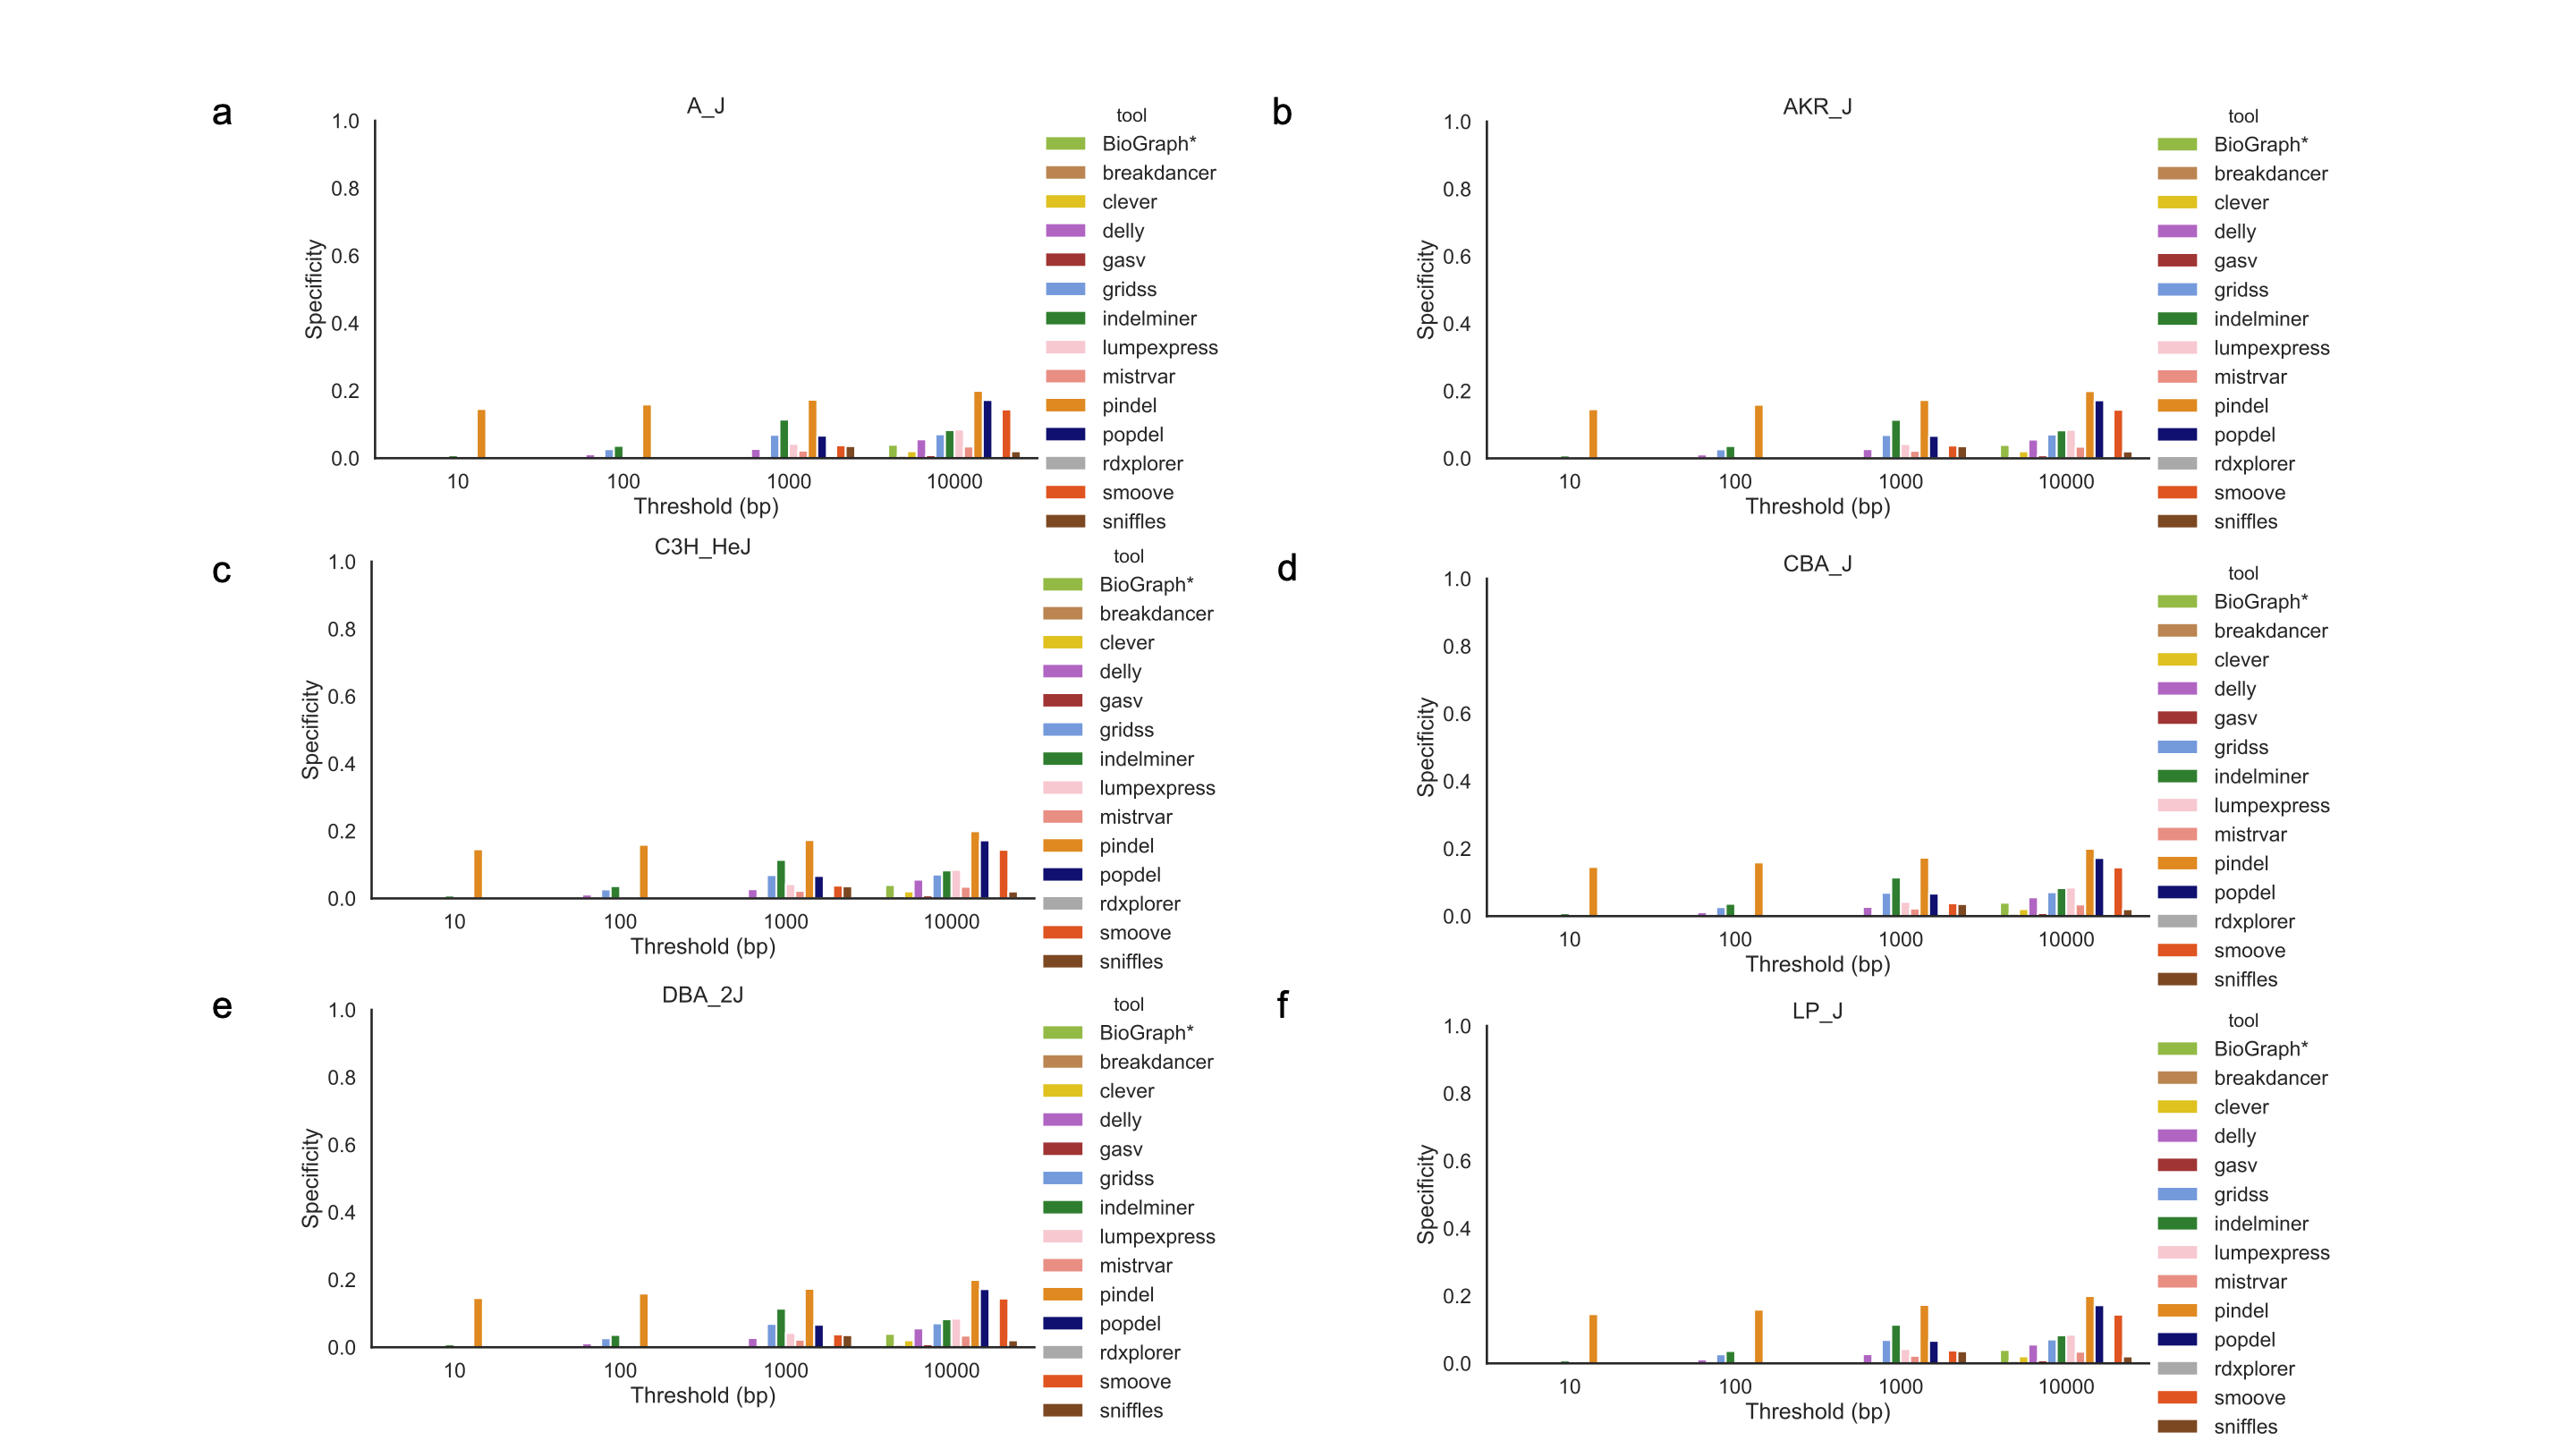 a
A_J
Specificity
1.0
0.8
0.6
0.4
0.2
0.0
10
100
1000
10000
Threshold (bp)
tool
BioGraph*
breakdancer
clever
delly
gasv
gridss
indelminer
lumpexpress
mistrvar
pindel
popdel
rdxplorer
smoove
sniffles
b
AKR_J
Specificity
1.0
0.8
0.6
0.4
0.2
0.0
10
100
1000
10000
Threshold (bp)
tool
BioGraph*
breakdancer
clever
delly
gasv
gridss
indelminer
lumpexpress
mistrvar
pindel
popdel
rdxplorer
smoove
sniffles
c
C3H_HeJ
Specificity
1.0
0.8
0.6
0.4
0.2
0.0
10
100
1000
10000
Threshold (bp)
tool
BioGraph*
breakdancer
clever
delly
gasv
gridss
indelminer
lumpexpress
mistrvar
pindel
popdel
rdxplorer
smoove
sniffles
d
CBA_J
Specificity
1.0
0.8
0.6
0.4
0.2
0.0
10
100
1000
10000
Threshold (bp)
tool
BioGraph*
breakdancer
clever
delly
gasv
gridss
indelminer
lumpexpress
mistrvar
pindel
popdel
rdxplorer
smoove
sniffles
e
DBA_2J
Specificity
1.0
0.8
0.6
0.4
0.2
0.0
10
100
1000
10000
Threshold (bp)
tool
BioGraph*
breakdancer
clever
delly
gasv
gridss
indelminer
lumpexpress
mistrvar
pindel
popdel
rdxplorer
smoove
sniffles
f
LP_J
Specificity
1.0
0.8
0.6
0.4
0.2
0.0
10
100
1000
10000
Threshold (bp)
tool
BioGraph*
breakdancer
clever
delly
gasv
gridss
indelminer
lumpexpress
mistrvar
pindel
popdel
rdxplorer
smoove
sniffles